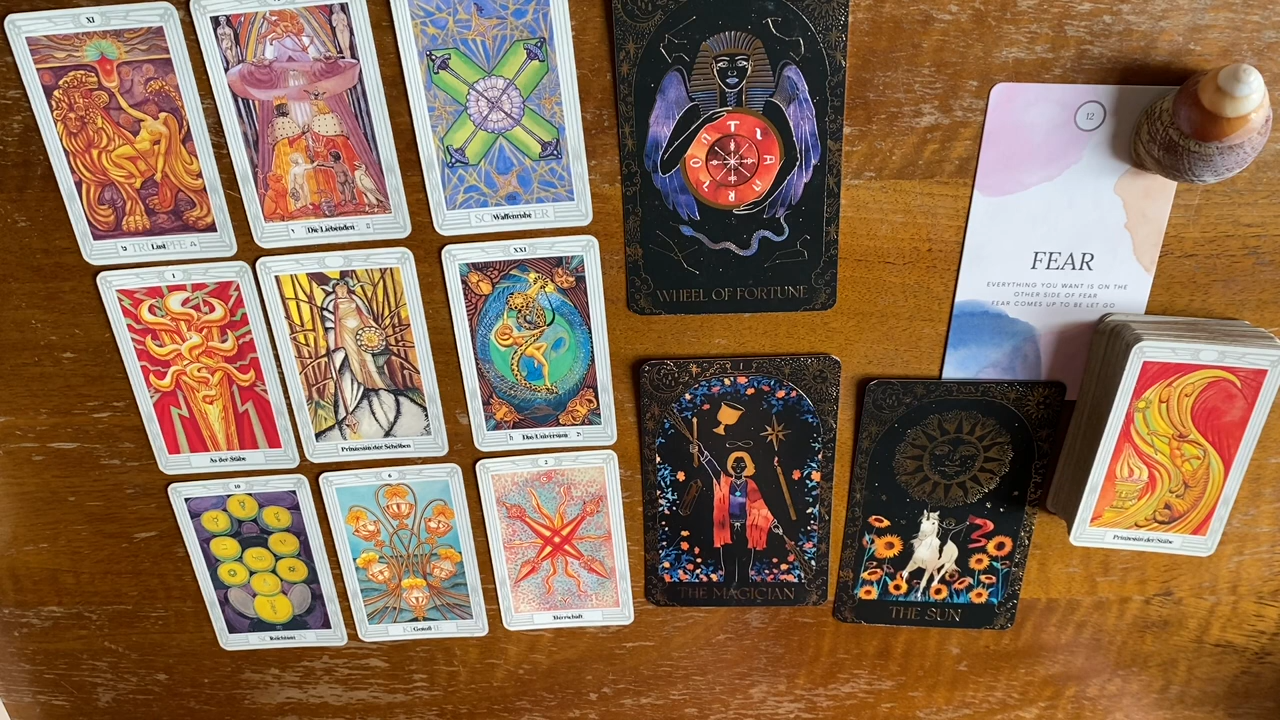 XI
Lust
Die Liebenden
Waffenruhe
1
As der Stäbe
Prinzessin der Scheiben
XXI
Das Universum
10
Reichtum
6
Genuß
2
Herrschaft
WHEEL OF FORTUNE
T
A
R
O
I
THE MAGICIAN
XIX
THE SUN
12
FEAR
EVERYTHING YOU WANT IS ON THE
OTHER SIDE OF FEAR
FEAR COMES UP TO BE LET GO
Prinzessin der Stäbe